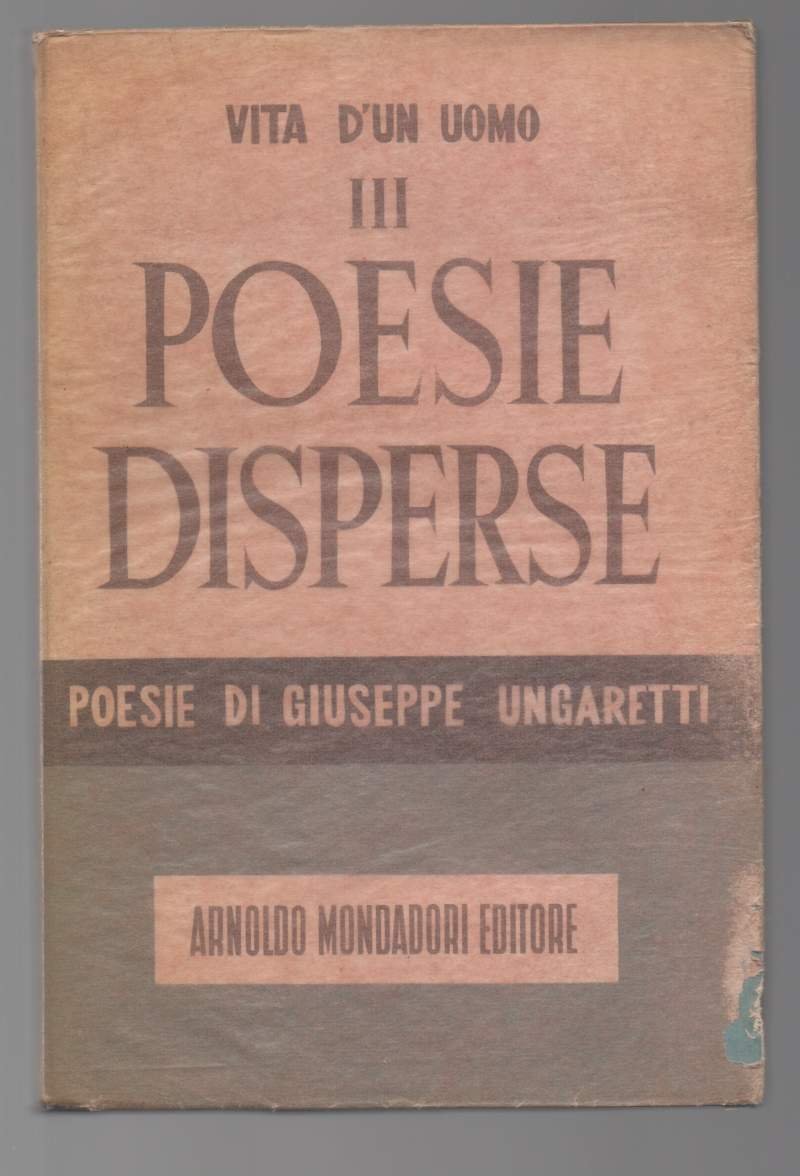 VITA D'UN UOMO
III
POESIE
DISPERSE
POESIE DI GIUSEPPE UNGARETTI
ARNOLDO MONDADORI EDITORE